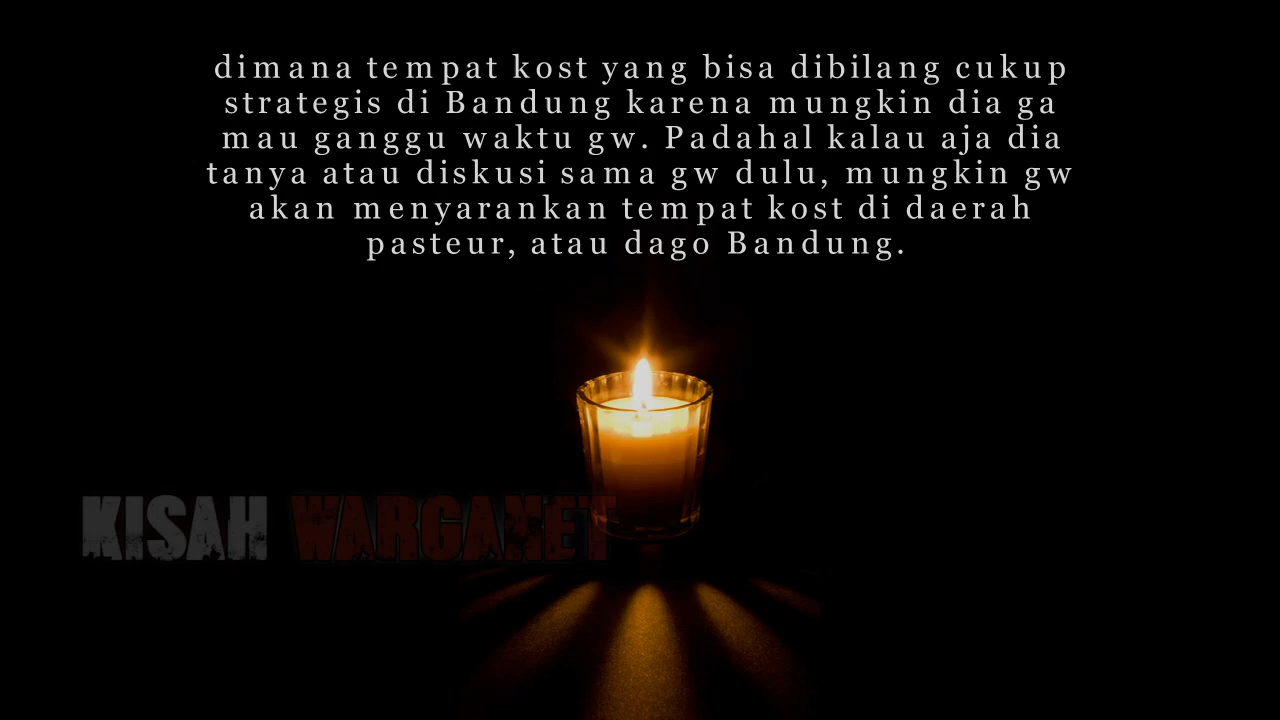 dimana tempat kost yang bisa dibilang cukup
strategis di Bandung karena mungkin dia ga
mau ganggu waktu gw. Padahal kalau aja dia
tanya atau diskusi sama gw dulu, mungkin gw
akan menyarankan tempat kost di daerah
pasteur, atau dago Bandung.
KISAH WARGANET